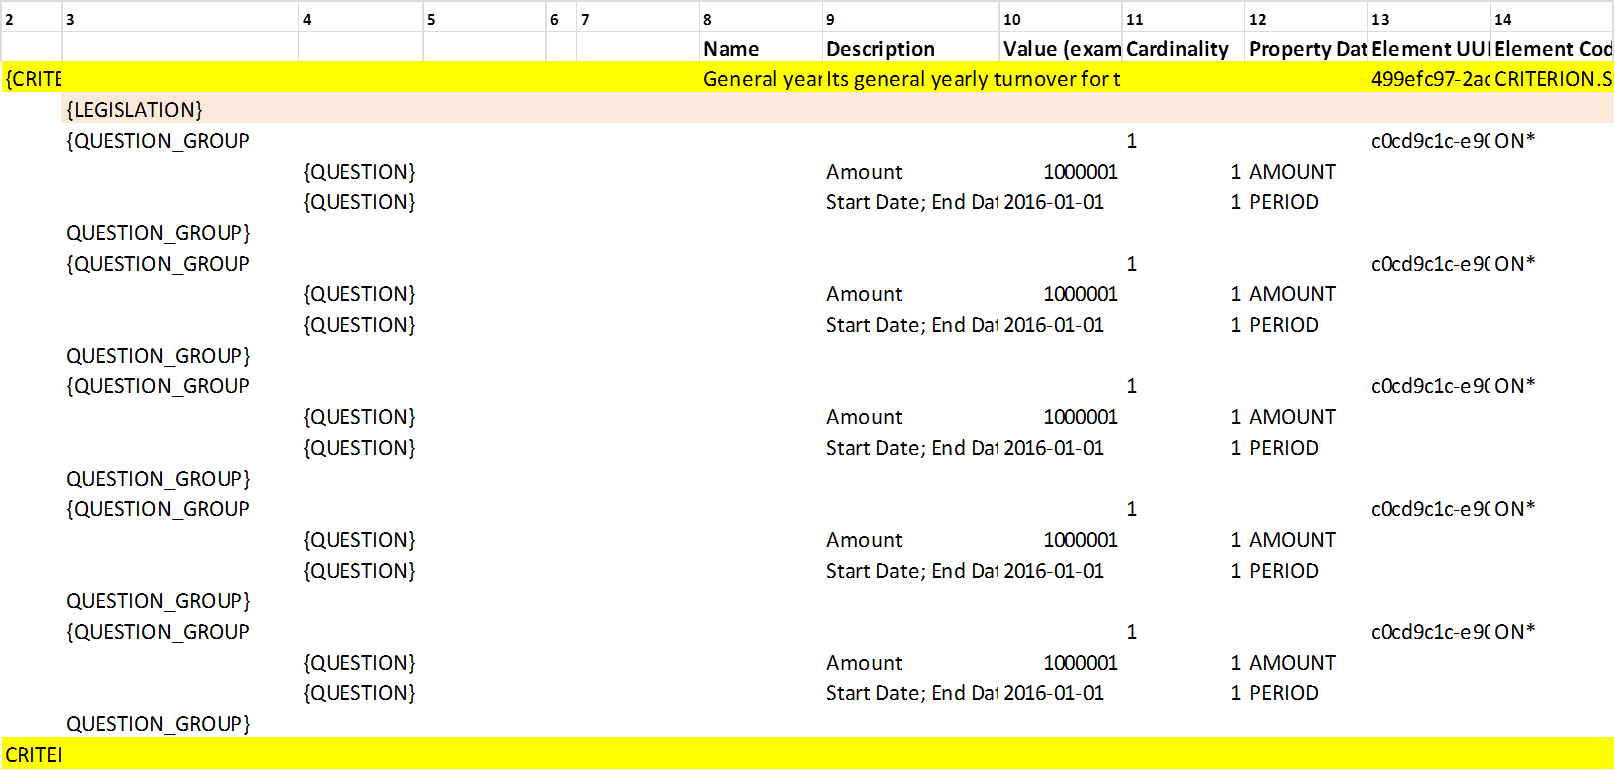 2 3 4 5 6 7 8 9 10 11 12 13 14
Name Description Value (exam Cardinality Property Dat Element UUI Element Cod
{CRITE General year Its general yearly turnover for t 499efc97-2ac CRITERION.S
{LEGISLATION}
{QUESTION_GROUP 1 c0cd9c1c-e90 ON*
{QUESTION} Amount 1000001 1 AMOUNT
{QUESTION} Start Date; End Dat 2016-01-01 1 PERIOD
QUESTION_GROUP}
{QUESTION_GROUP 1 c0cd9c1c-e90 ON*
{QUESTION} Amount 1000001 1 AMOUNT
{QUESTION} Start Date; End Dat 2016-01-01 1 PERIOD
QUESTION_GROUP}
{QUESTION_GROUP 1 c0cd9c1c-e90 ON*
{QUESTION} Amount 1000001 1 AMOUNT
{QUESTION} Start Date; End Dat 2016-01-01 1 PERIOD
QUESTION_GROUP}
{QUESTION_GROUP 1 c0cd9c1c-e90 ON*
{QUESTION} Amount 1000001 1 AMOUNT
{QUESTION} Start Date; End Dat 2016-01-01 1 PERIOD
QUESTION_GROUP}
{QUESTION_GROUP 1 c0cd9c1c-e90 ON*
{QUESTION} Amount 1000001 1 AMOUNT
{QUESTION} Start Date; End Dat 2016-01-01 1 PERIOD
QUESTION_GROUP}
CRITEI